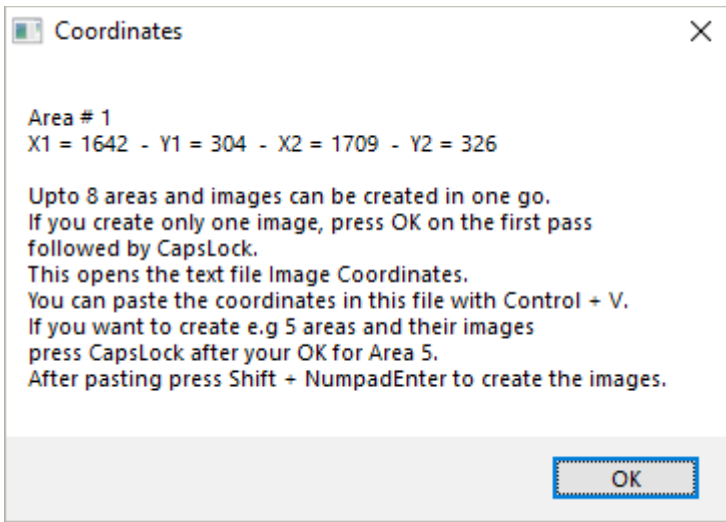 Coordinates
Area # 1
X1 = 1642 - Y1 = 304 - X2 = 1709 - Y2 = 326
Upto 8 areas and images can be created in one go.
If you create only one image, press OK on the first pass
followed by CapsLock.
This opens the text file Image Coordinates.
You can paste the coordinates in this file with Control + V.
If you want to create e.g 5 areas and their images
press CapsLock after your OK for Area 5.
After pasting press Shift + NumpadEnter to create the images.
OK